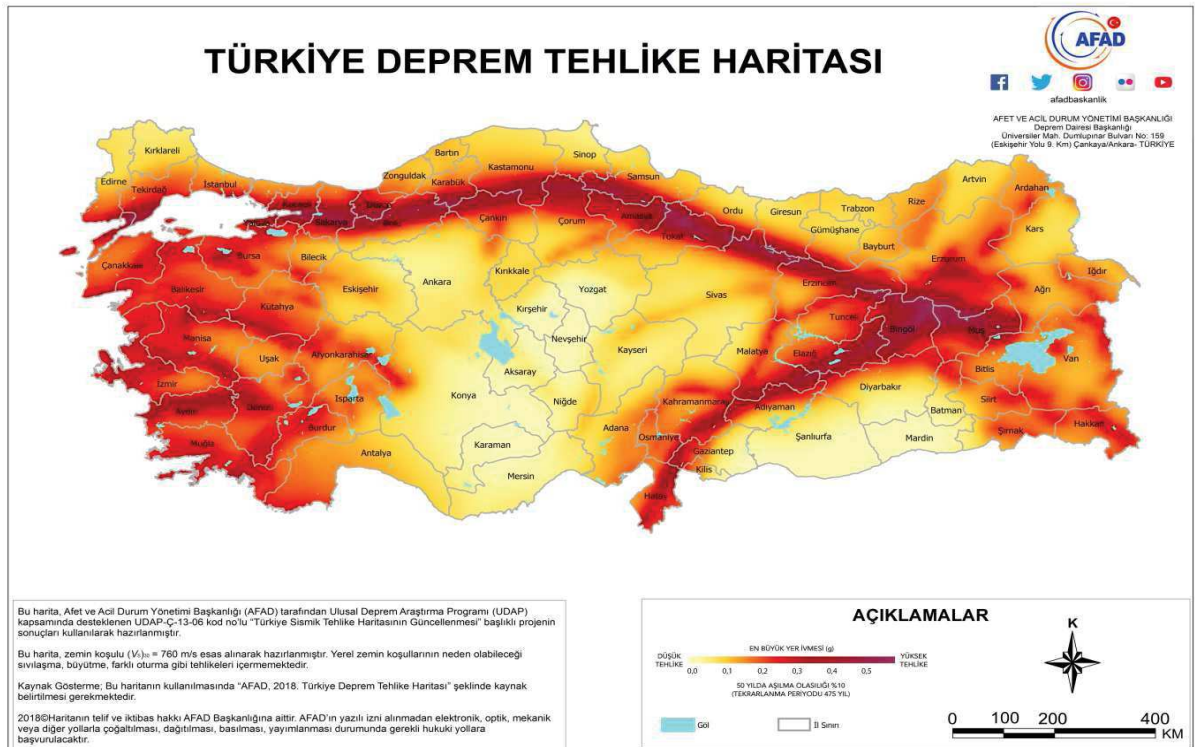 TÜRKİYE DEPREM TEHLİKE HARİTASI
AFAD
afadbaskanlik
AFET VE ACİL DURUM YÖNETİMİ BAŞKANLIĞI
Deprem Dairesi Başkanlığı
Üniversiler Mah. Dumlupınar Bulvarı No: 159
(Eskişehir Yolu 9. Km) Çankaya/Ankara- TÜRKİYE
Kırklareli
Edirne
Tekirdağ
İstanbul
Kocaeli
Yalova
Sakarya
Düzce
Bolu
Zonguldak
Bartın
Karabük
Kastamonu
Sinop
Samsun
Çankırı
Çorum
Amasya
Tokat
Ordu
Giresun
Trabzon
Rize
Artvin
Ardahan
Kars
Gümüşhane
Bayburt
Erzurum
Iğdır
Ağrı
Çanakkale
Balıkesir
Bursa
Bilecik
Eskişehir
Kütahya
Ankara
Kırıkkale
Yozgat
Sivas
Erzincan
Tunceli
Bingöl
Muş
Van
Bitlis
Manisa
Uşak
Afyonkarahisar
Kırşehir
Nevşehir
Kayseri
Malatya
Elazığ
Diyarbakır
Batman
Siirt
Şırnak
Hakkari
İzmir
Aydın
Denizli
Isparta
Burdur
Muğla
Antalya
Konya
Aksaray
Niğde
Karaman
Mersin
Adana
Kahramanmaraş
Osmaniye
Adıyaman
Gaziantep
Kilis
Hatay
Şanlıurfa
Mardin
Bu harita, Afet ve Acil Durum Yönetimi Başkanlığı (AFAD) tarafından Ulusal Deprem Araştırma Programı (UDAP)
kapsamında desteklenen UDAP-Ç-13-06 kod no'lu "Türkiye Sismik Tehlike Haritasının Güncellenmesi" başlıklı projenin
sonuçları kullanılarak hazırlanmıştır.
Bu harita, zemin koşulu (Vs)30 = 760 m/s esas alınarak hazırlanmıştır. Yerel zemin koşullarının neden olabileceği
sıvılaşma, büyütme, farklı oturma gibi tehlikeleri içermemektedir.
Kaynak Gösterme; Bu haritanın kullanılmasında "AFAD, 2018. Türkiye Deprem Tehlike Haritası" şeklinde kaynak
belirtilmesi gerekmektedir.
2018©Haritanın telif ve iktibas hakkı AFAD Başkanlığına aittir. AFAD'ın yazılı izni alınmadan elektronik, optik, mekanik
veya diğer yollarla çoğaltılması, dağıtılması, basılması, yayımlanması durumunda gerekli hukuki yollara
başvurulacaktır.
AÇIKLAMALAR
EN BÜYÜK YER İVMESİ (g)
DÜŞÜK TEHLİKE
YÜKSEK TEHLİKE
0,0 0,1 0,2 0,3 0,4 0,5
50 YILDA AŞILMA OLASILIĞI %10
(TEKRARLANMA PERİYODU 475 YIL)
Göl
İl Sınırı
K
0 100 200 400
KM